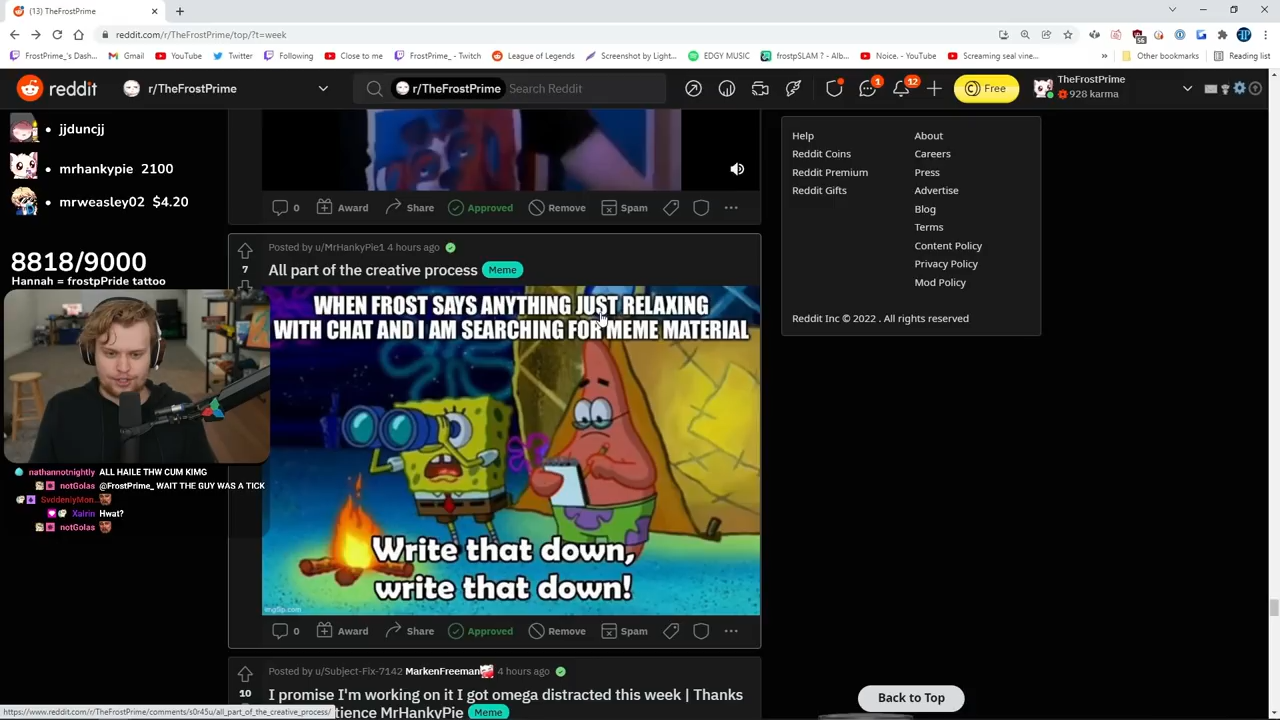 (13) TheFrostPrime
reddit.com/r/TheFrostPrime/top/?t=week
FrostPrime_'s Dash...
Gmail
YouTube
Twitter
Following
Close to me
FrostPrime - Twitch
League of Legends
Screenshot by Light...
EDGY MUSIC
frostpSLAM ? - Alb...
Noice. - YouTube
Screaming seal vine...
»
Other bookmarks
Reading list
reddit
r/TheFrostPrime
r/TheFrostPrime
Search Reddit
1
12
Free
TheFrostPrime
928 karma
• jjduncjj
• mrhankypie 2100
• mrweasley02 $4.20
8818/9000
Hannah = frostpPride tattoo
nathannotnightly ALL HAILE THW CUM KIMG
notGolas @FrostPrime_ WAIT THE GUY WAS A TICK
SvddenlyMon...
Xalrin Hwat?
notGolas
0 Award Share Approved Remove Spam
Posted by u/MrHankyPie1 4 hours ago
7
All part of the creative process Meme
WHEN FROST SAYS ANYTHING JUST RELAXING
WITH CHAT AND I AM SEARCHING FOR MEME MATERIAL
Write that down,
write that down!
imgflip.com
0 Award Share Approved Remove Spam
Posted by u/Subject-Fix-7142 MarkenFreeman 4 hours ago
10
I promise I'm working on it I got omega distracted this week | Thanks
tience MrHankyPie Meme
Help
About
Reddit Coins
Careers
Reddit Premium
Press
Reddit Gifts
Advertise
Blog
Terms
Content Policy
Privacy Policy
Mod Policy
Reddit Inc © 2022 . All rights reserved
Back to Top
https://www.reddit.com/r/TheFrostPrime/comments/s0r45u/all_part_of_the_creative_process/